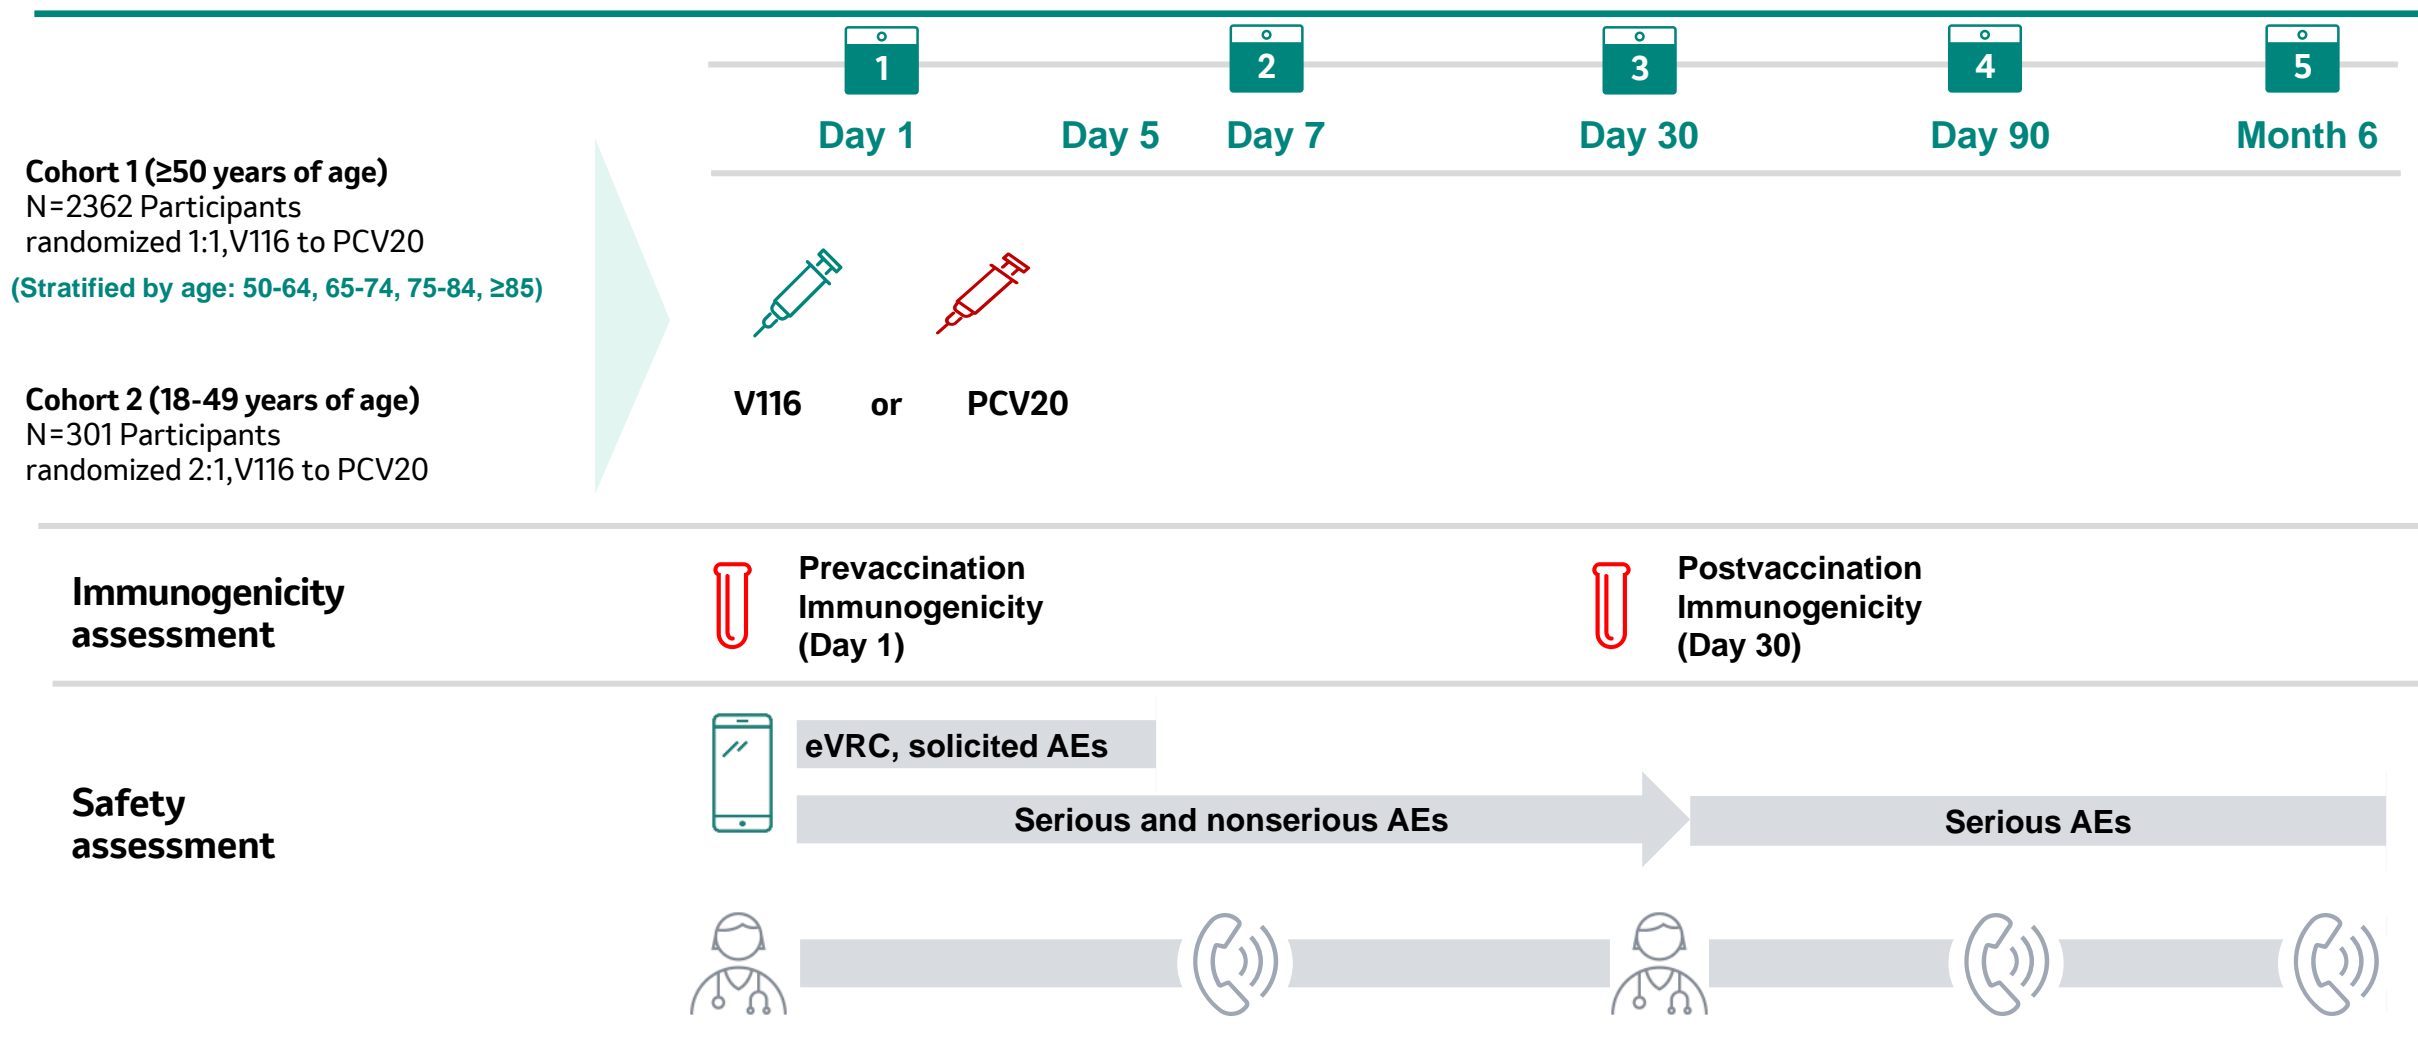 1
2
3
4
5
Day 1
Day 5
Day 7
Day 30
Day 90
Month 6
Cohort 1 (≥50 years of age)
N=2362 Participants
randomized 1:1,V116 to PCV20
(Stratified by age: 50-64, 65-74, 75-84, ≥85)
Cohort 2 (18-49 years of age)
N=301 Participants
randomized 2:1,V116 to PCV20
V116 or PCV20
Immunogenicity
assessment
Prevaccination
Immunogenicity
(Day 1)
Postvaccination
Immunogenicity
(Day 30)
Safety
assessment
eVRC, solicited AEs
Serious and nonserious AEs
Serious AEs